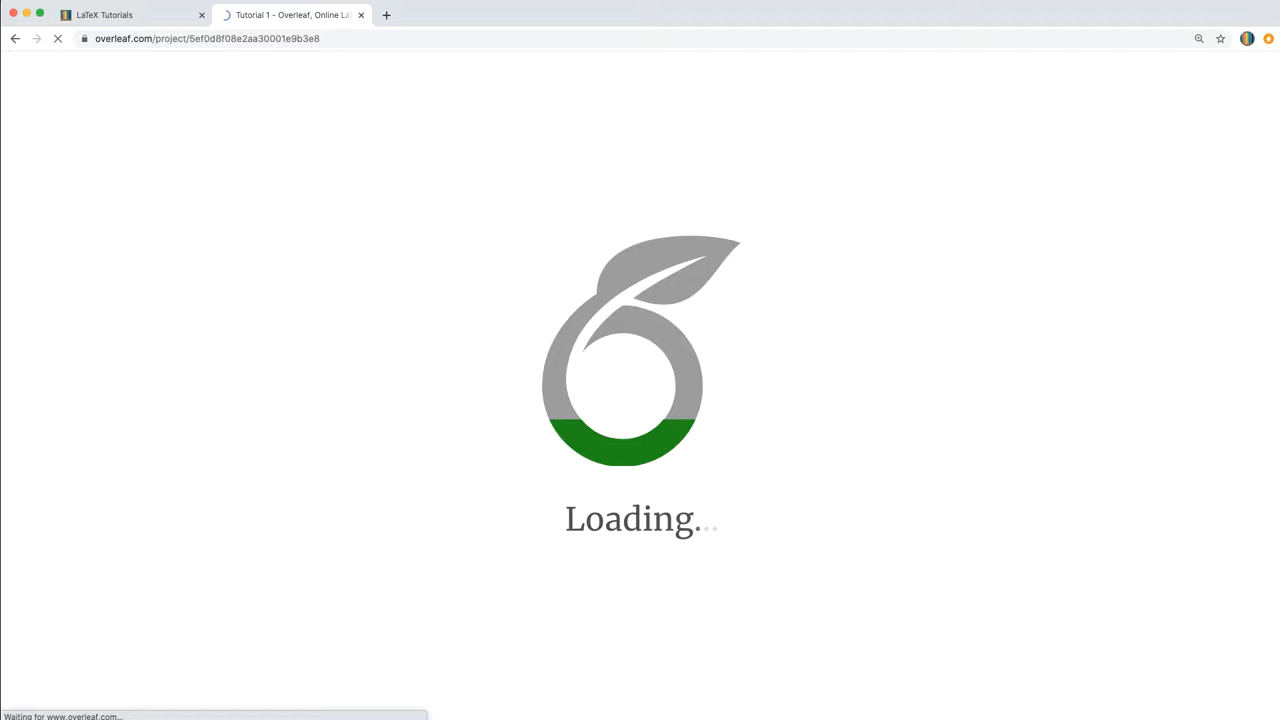 LaTeX Tutorials
Tutorial 1 - Overleaf, Online La
overleaf.com/project/5ef0d8f08e2aa30001e9b3e8
Loading...
Waiting for www.overleaf.com...